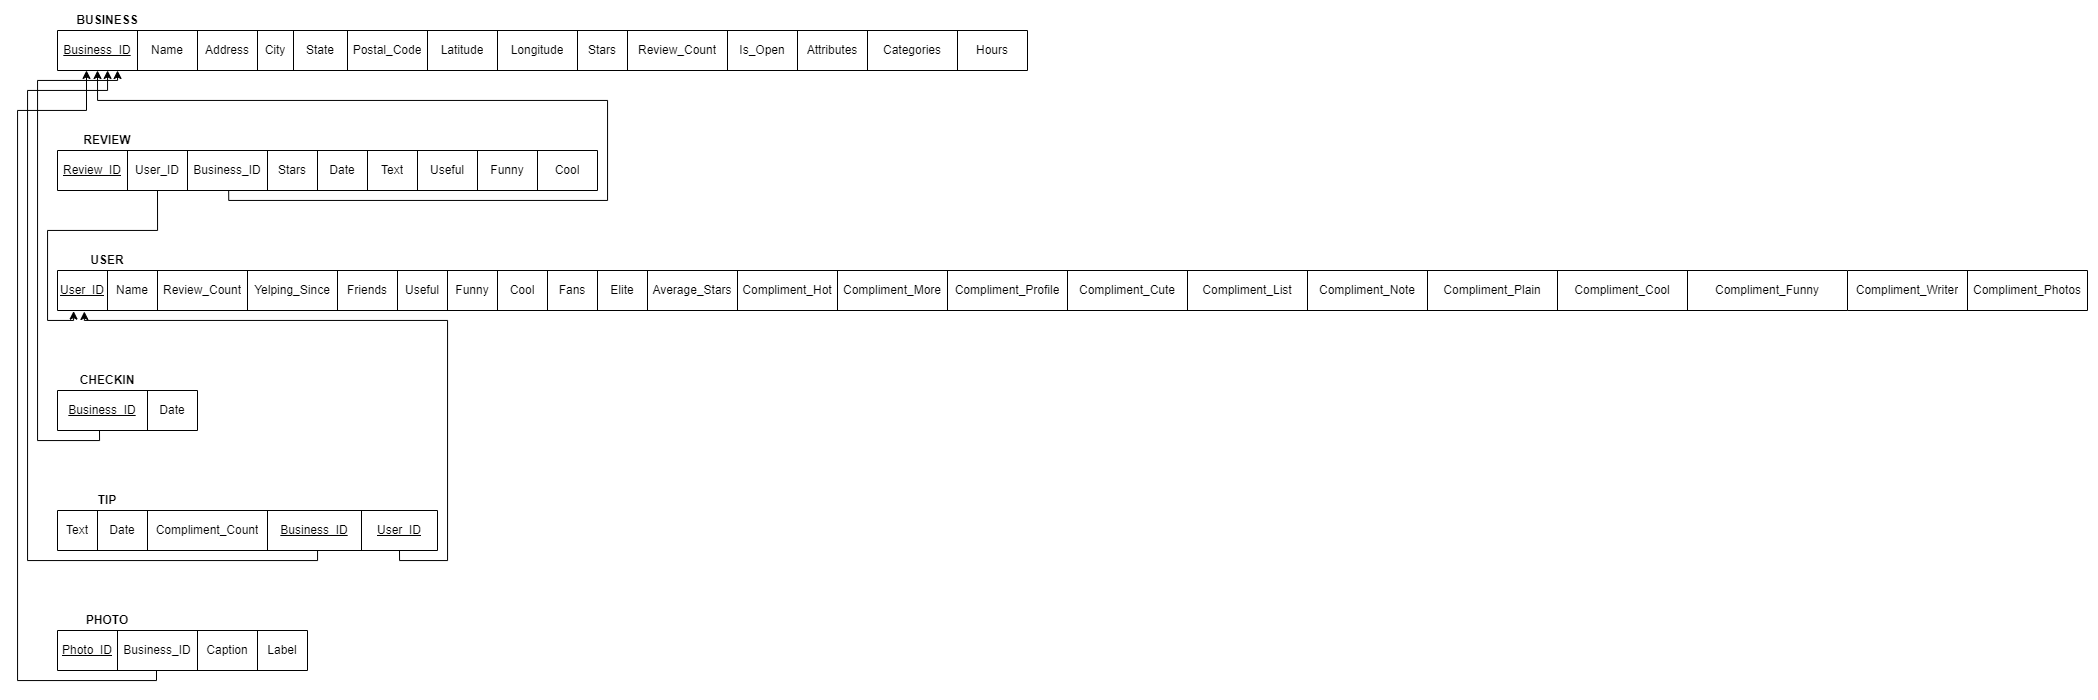 BUSINESS
Business_ID Name Address City State Postal_Code Latitude Longitude Stars Review_Count Is_Open Attributes Categories Hours
REVIEW
Review_ID User_ID Business_ID Stars Date Text Useful Funny Cool
USER
User_ID Name Review_Count Yelping_Since Friends Useful Funny Cool Fans Elite Average_Stars Compliment_Hot Compliment_More Compliment_Profile Compliment_Cute Compliment_List Compliment_Note Compliment_Plain Compliment_Cool Compliment_Funny Compliment_Writer Compliment_Photos
CHECKIN
Business_ID Date
TIP
Text Date Compliment_Count Business_ID User_ID
PHOTO
Photo_ID Business_ID Caption Label